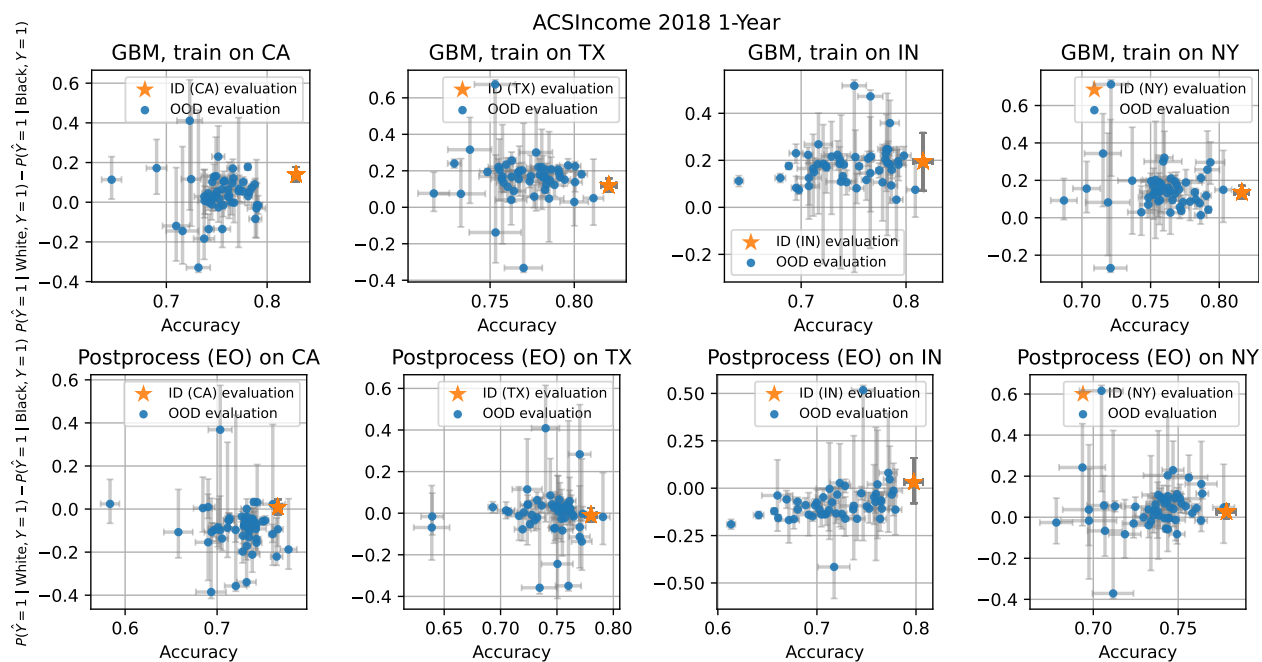 ACSIncome 2018 1-Year
GBM, train on CA
GBM, train on TX
GBM, train on IN
GBM, train on NY
P(Ŷ = 1 | White, Y = 1) − P(Ŷ = 1 | Black, Y = 1)
0.6
0.4
0.2
0.0
−0.2
−0.4
ID (CA) evaluation
OOD evaluation
0.7
0.8
Accuracy
0.6
0.4
0.2
0.0
−0.2
−0.4
ID (TX) evaluation
OOD evaluation
0.75
0.80
Accuracy
0.4
0.2
0.0
−0.2
ID (IN) evaluation
OOD evaluation
0.7
0.8
Accuracy
0.6
0.4
0.2
0.0
−0.2
ID (NY) evaluation
OOD evaluation
0.70
0.75
0.80
Accuracy
Postprocess (EO) on CA
Postprocess (EO) on TX
Postprocess (EO) on IN
Postprocess (EO) on NY
P(Ŷ = 1 | White, Y = 1) − P(Ŷ = 1 | Black, Y = 1)
0.6
0.4
0.2
0.0
−0.2
−0.4
ID (CA) evaluation
OOD evaluation
0.6
0.7
Accuracy
0.6
0.4
0.2
0.0
−0.2
−0.4
ID (TX) evaluation
OOD evaluation
0.65
0.70
0.75
0.80
Accuracy
0.50
0.25
0.00
−0.25
−0.50
ID (IN) evaluation
OOD evaluation
0.6
0.7
0.8
Accuracy
0.6
0.4
0.2
0.0
−0.2
−0.4
ID (NY) evaluation
OOD evaluation
0.70
0.75
Accuracy